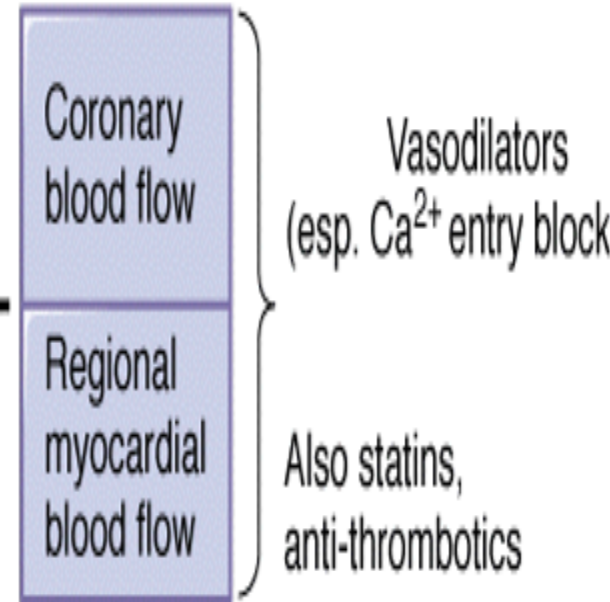 Coronary
blood flow
Vasodilators
(esp. Ca²⁺ entry block
Regional
myocardial
blood flow
Also statins,
anti-thrombotics